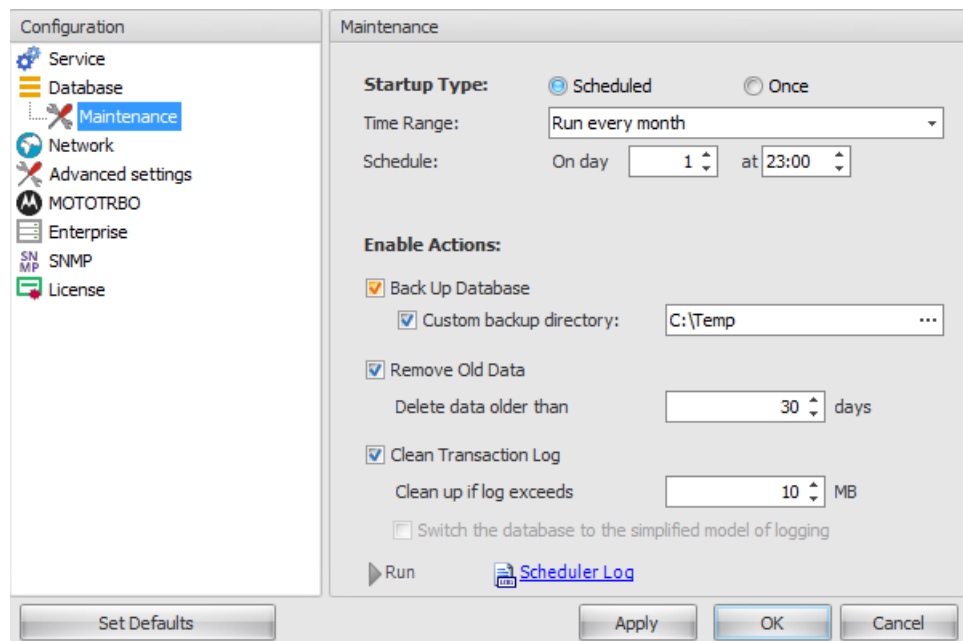 Configuration
Service
Database
Maintenance
Network
Advanced settings
MOTOTRBO
Enterprise
SN
MP SNMP
License
Maintenance
Startup Type: Scheduled Once
Time Range: Run every month
Schedule: On day 1 at 23:00
Enable Actions:
Back Up Database
Custom backup directory: C:\Temp ...
Remove Old Data
Delete data older than 30 days
Clean Transaction Log
Clean up if log exceeds 10 MB
Switch the database to the simplified model of logging
Run LOG Scheduler Log
Set Defaults Apply OK Cancel